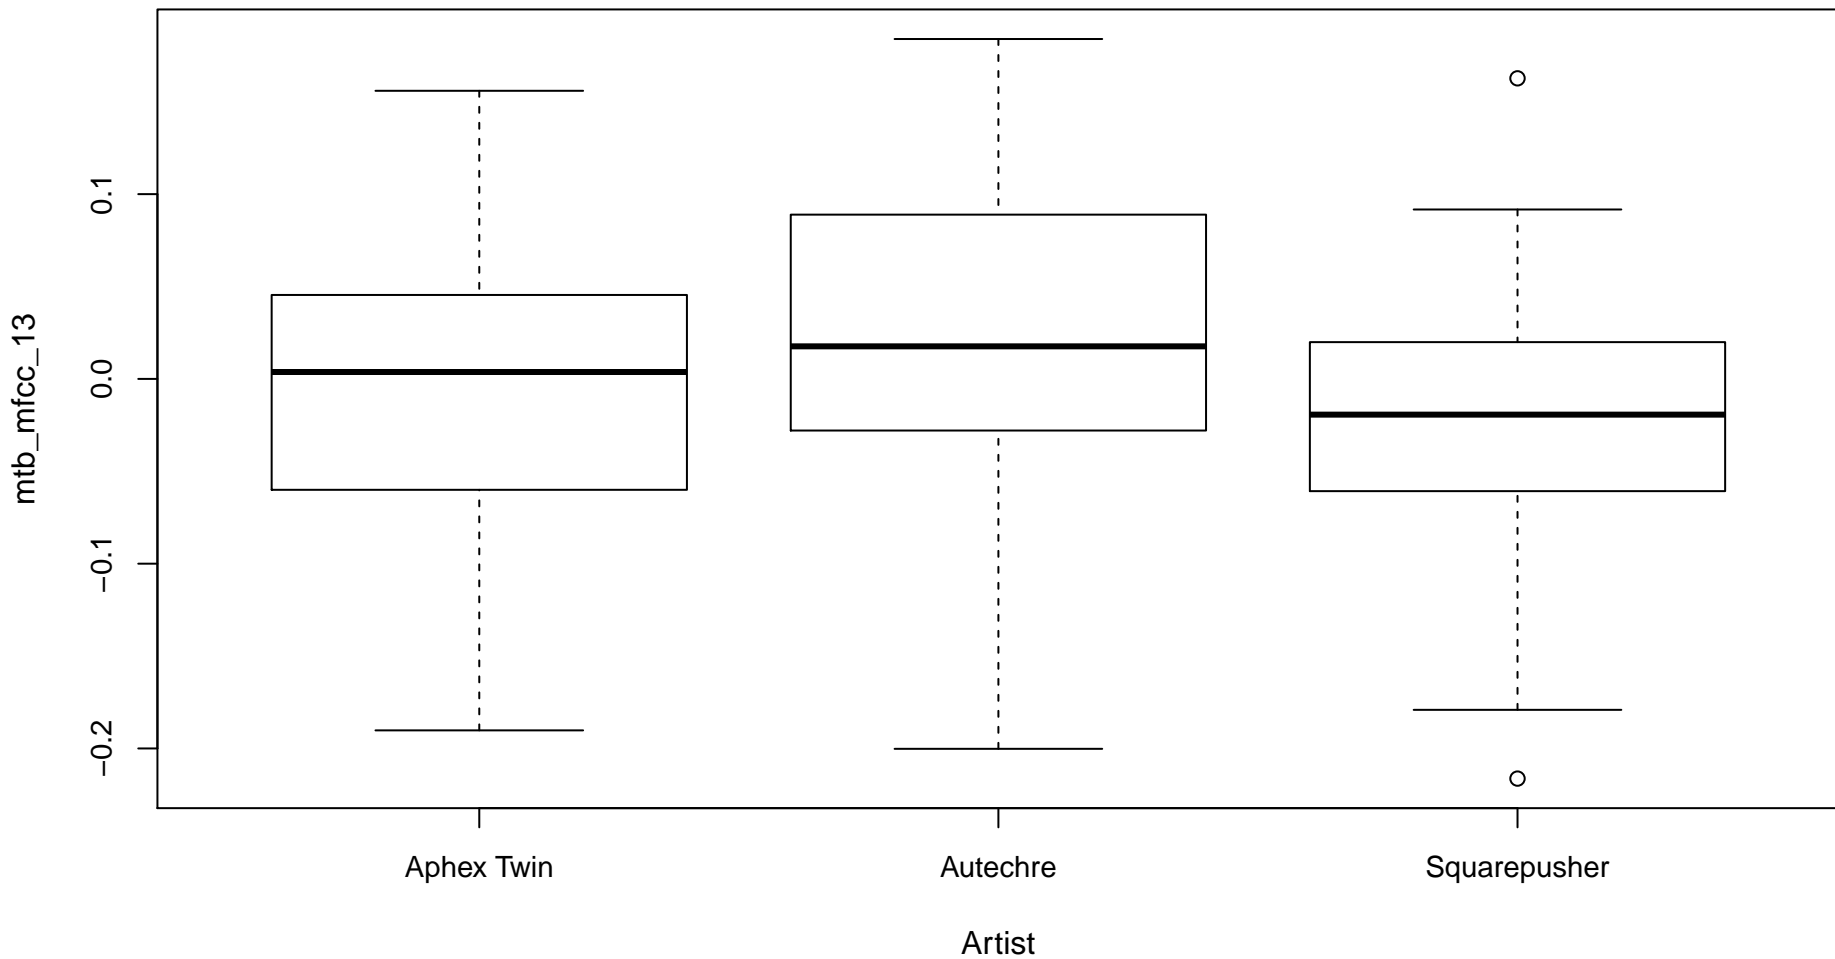 mtb_mfcc_13
0.1
0.0
−0.1
−0.2
Aphex Twin
Autechre
Squarepusher
Artist